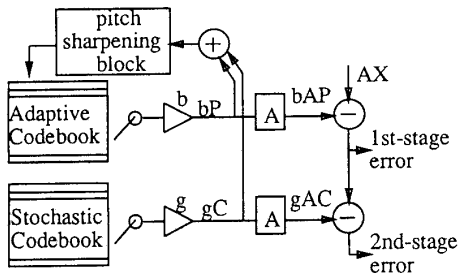 pitch
sharpening
block
+
AX
b
bP
A
bAP
−
Adaptive
Codebook
1st-stage
error
g
gC
A
gAC
−
Stochastic
Codebook
2nd-stage
error